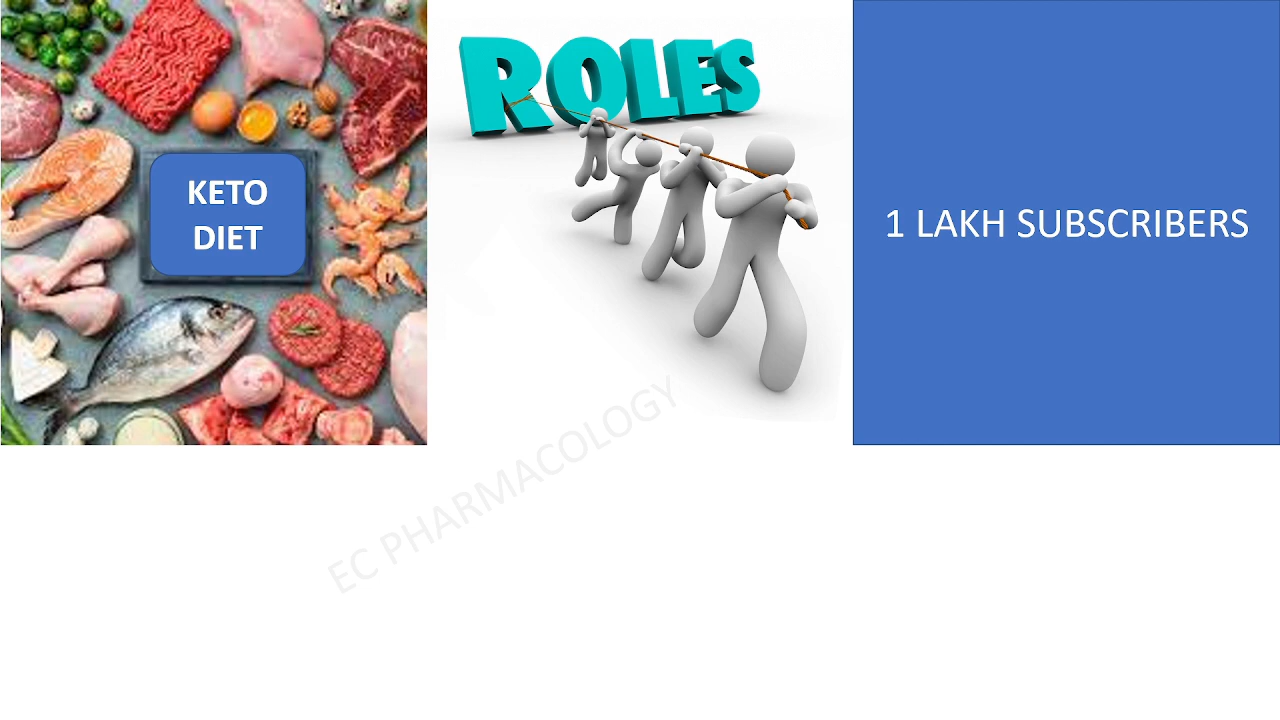 KETO
DIET
ROLES
1 LAKH SUBSCRIBERS
EC PHARMACOLOGY